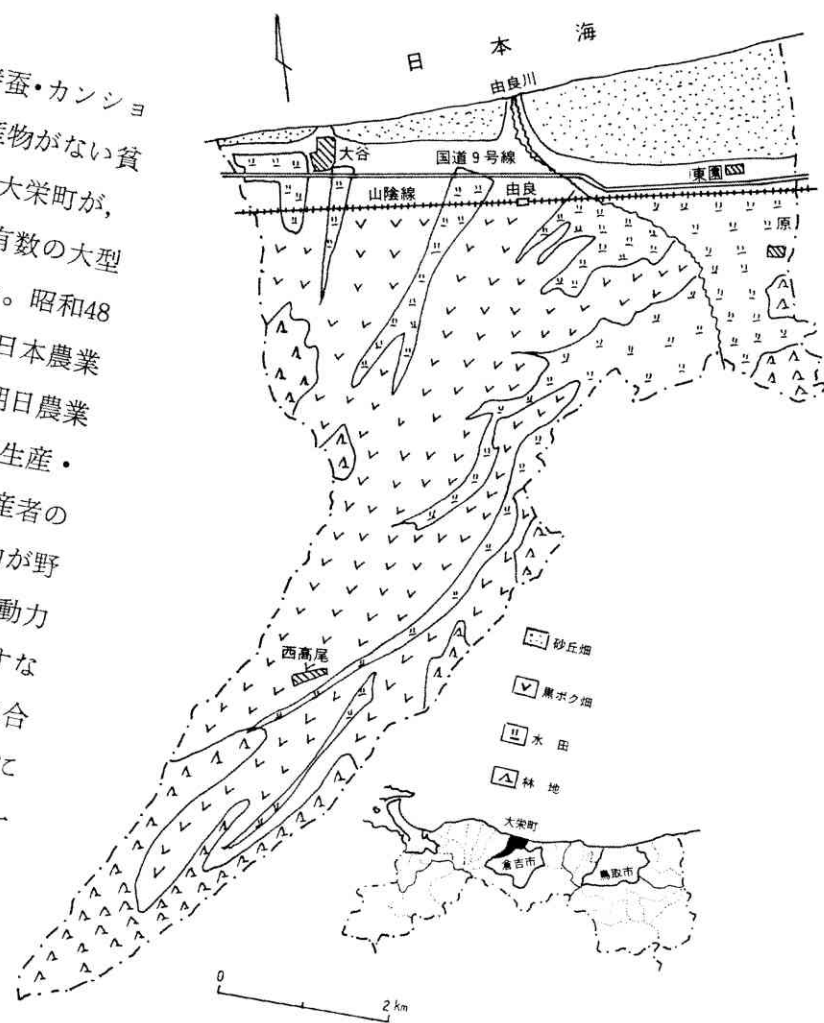 蚕・カンショ
産物がない貧
大栄町が,
有数の大型
。昭和48
日本農業
朝日農業
生産・
産者の
が野
動力
すな
合
に
日本海
由良川
大谷
国道9号線
東園
山陰線
由良
原
西高尾
砂丘畑
黒ボク畑
水田
林地
大栄町
倉吉市
鳥取市
0
2km